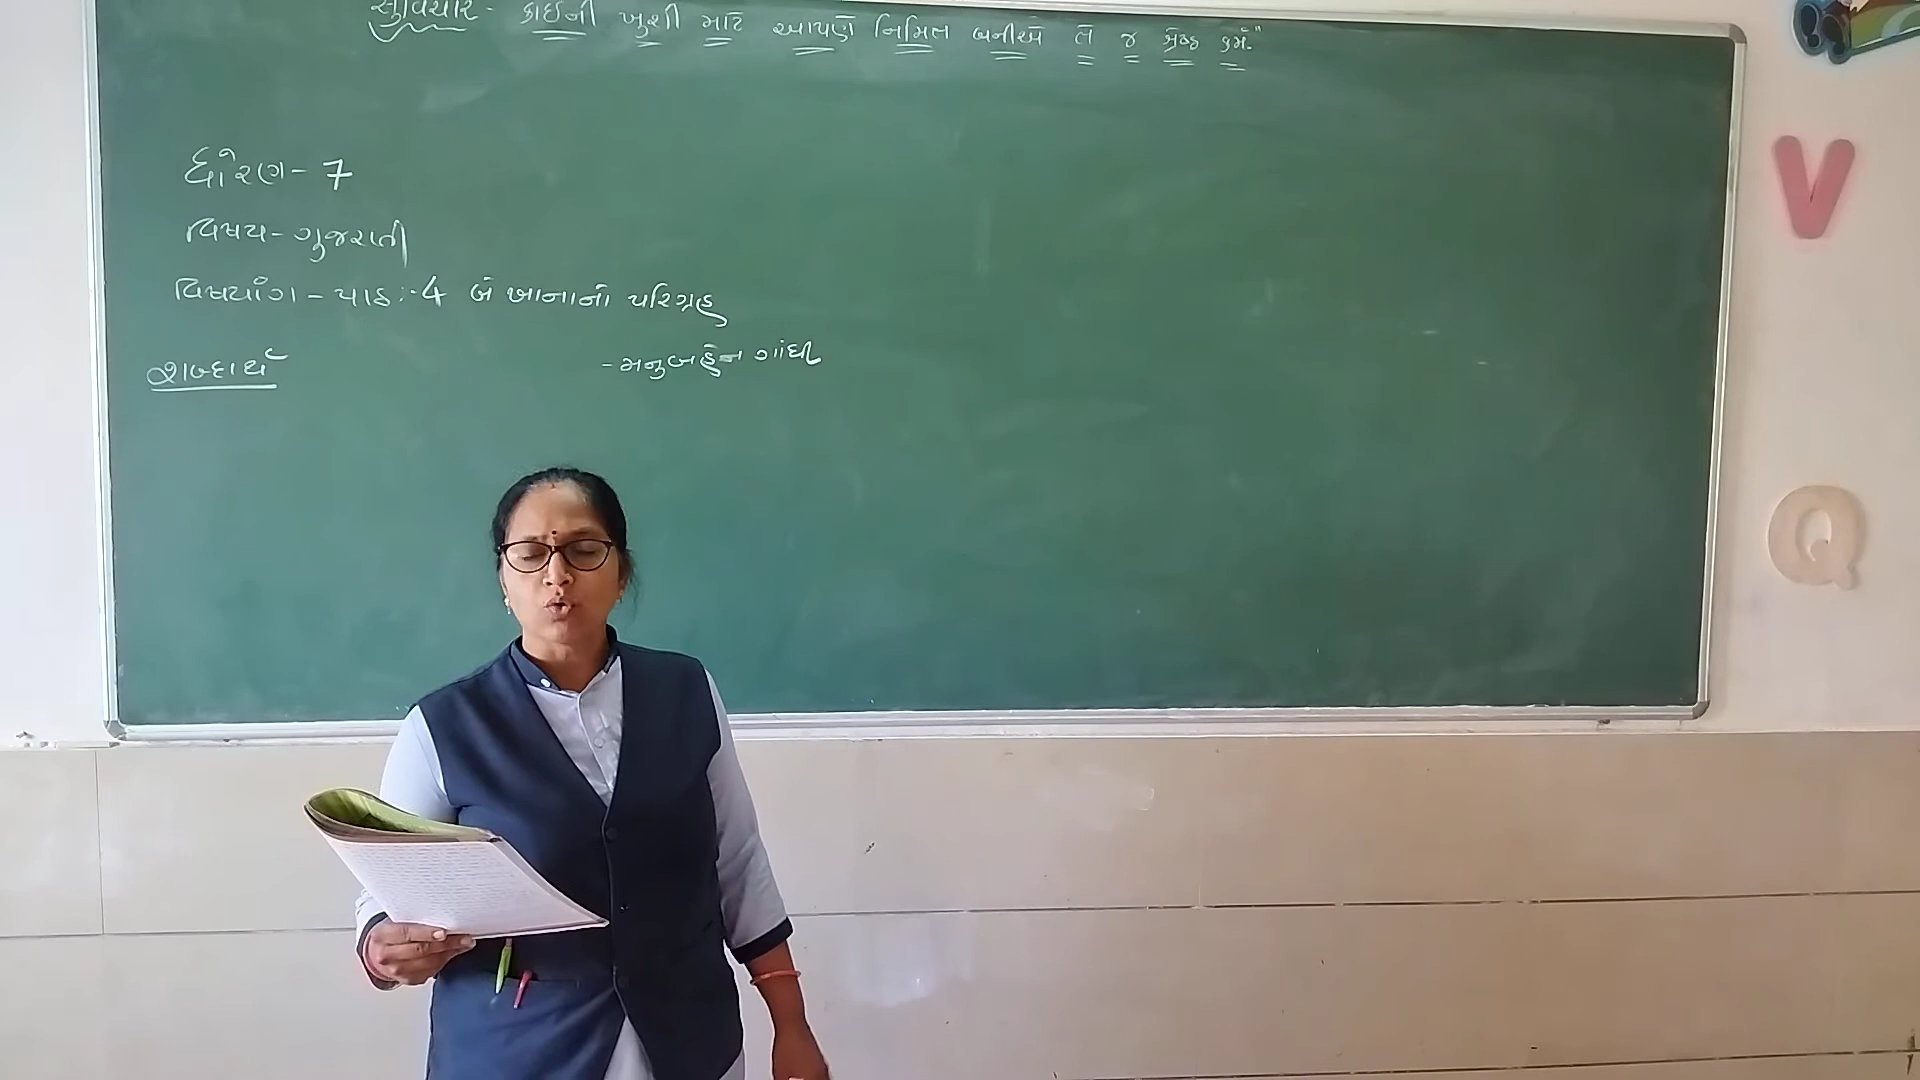 સુવિચાર - કોઈની ખુશી માટે આપણે નિમિત બનીએ તે જ શ્રેષ્ઠ કર્મ."
ધોરણ - 7
વિષય - ગુજરાતી
વિષયાંગ - પાઠ :- 4 બે આનાનો પરિગ્રહ
- મનુબહેન ગાંધી
શબ્દાર્થ
V
Q